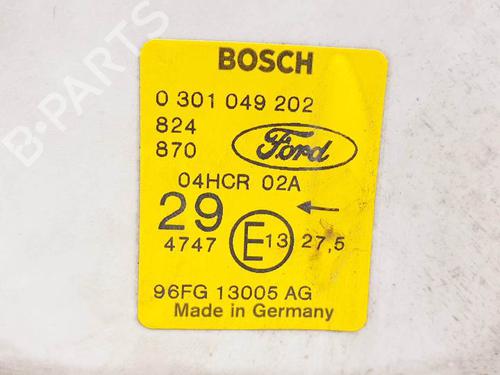 BOSCH
0 301 049 202
824
870
Ford
04HCR 02A
29
4747 E 13 27,5
96FG 13005 AG
Made in Germany
B-PARTS